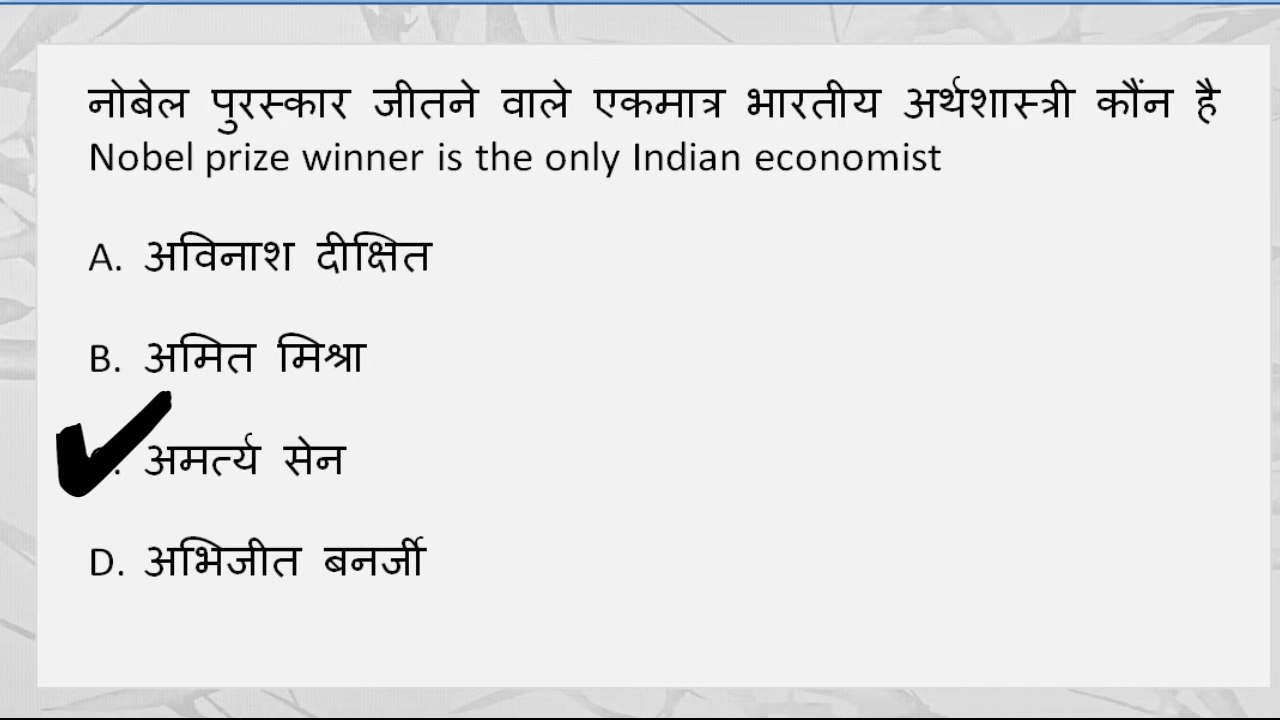 नोबेल पुरस्कार जीतने वाले एकमात्र भारतीय अर्थशास्त्री कौंन है
Nobel prize winner is the only Indian economist
A. अविनाश दीक्षित
B. अमित मिश्रा
अमर्त्य सेन
D. अभिजीत बनर्जी